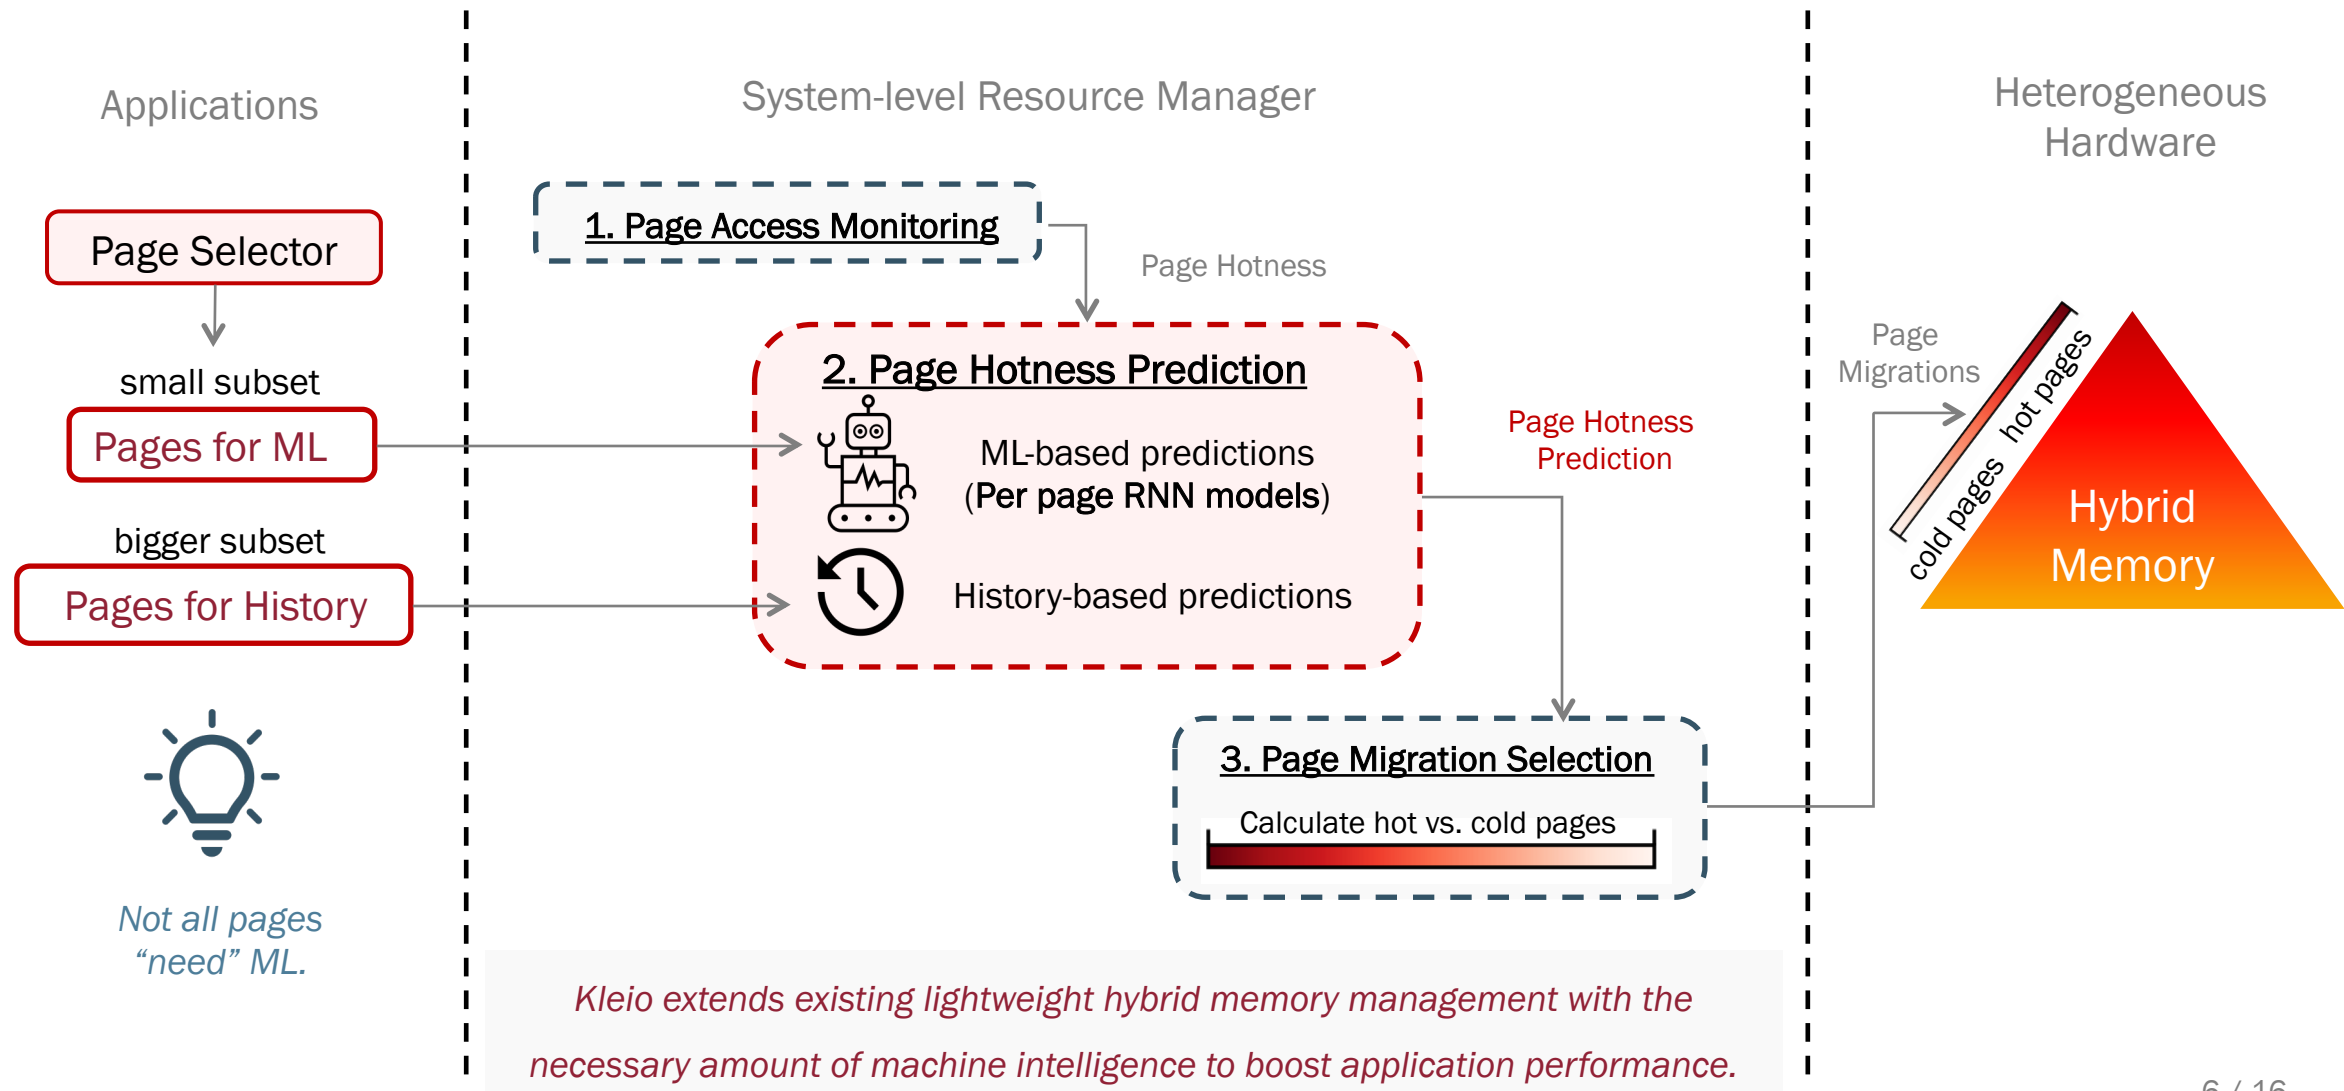 Applications
Page Selector
small subset
Pages for ML
bigger subset
Pages for History
Not all pages
“need” ML.
System-level Resource Manager
1. Page Access Monitoring
Page Hotness
2. Page Hotness Prediction
ML-based predictions
(Per page RNN models)
History-based predictions
Page Hotness
Prediction
3. Page Migration Selection
Calculate hot vs. cold pages
Kleio extends existing lightweight hybrid memory management with the
necessary amount of machine intelligence to boost application performance.
Heterogeneous
Hardware
Page
Migrations
hot pages
cold pages
Hybrid
Memory
6 / 16